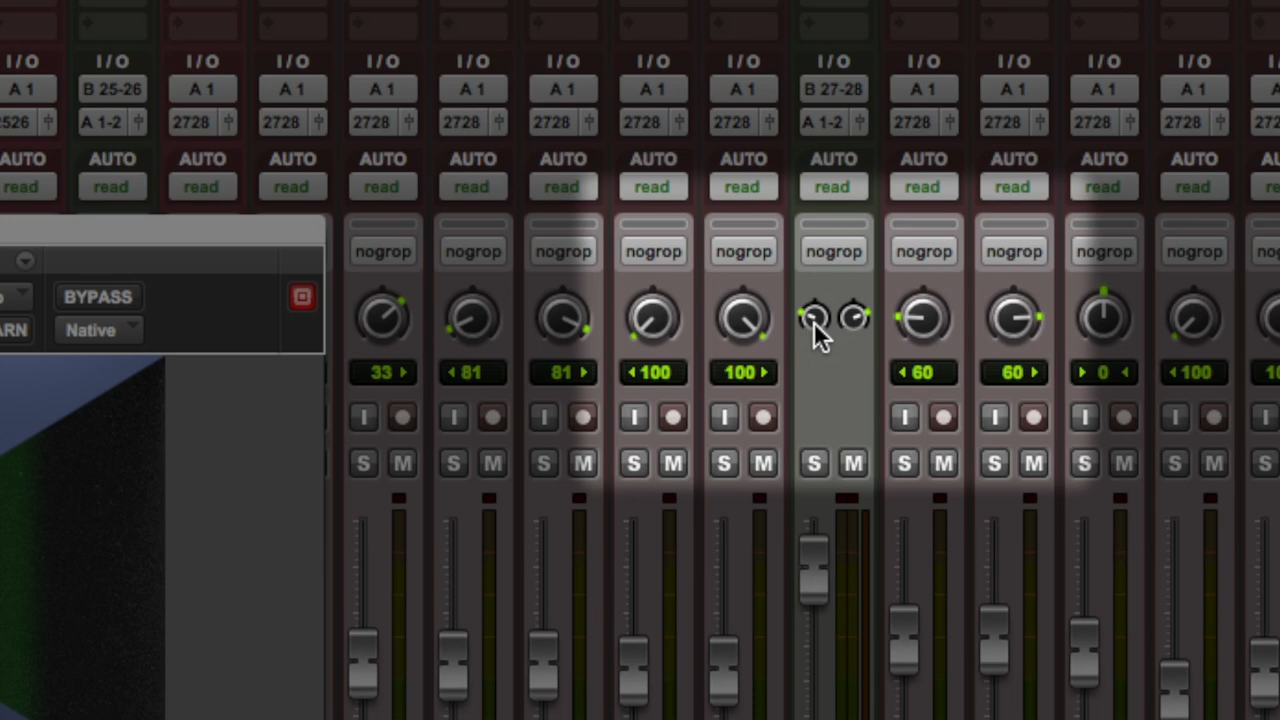 I/O I/O I/O I/O I/O I/O I/O I/O I/O I/O I/O I/O I/O I/O
A 1 B 25-26 A 1 A 1 A 1 A 1 A 1 A 1 A 1 B 27-28 A 1 A 1 A 1 A 1
2526 A 1-2 2728 2728 2728 2728 2728 2728 2728 A 1-2 2728 2728 2728 2728
AUTO AUTO AUTO AUTO AUTO AUTO AUTO AUTO AUTO AUTO AUTO AUTO AUTO AUTO
read read read read read read read read read read read read read read
nogrop nogrop nogrop nogrop nogrop nogrop nogrop nogrop nogrop nogrop
BYPASS
Native
33 81 81 100 100 60 60 0 100
I I I I I I I I I
S M S M S M S M S M S M S M S M S M S M S